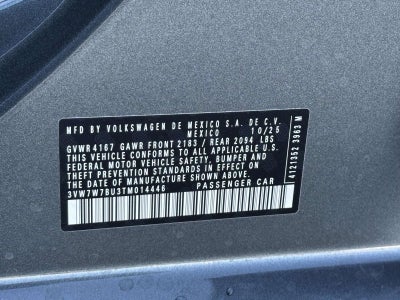 MFD BY VOLKSWAGEN DE MEXICO S.A. DE C.V.
MEXICO 10/25
GVWR 4167 GAWR FRONT 2183 / REAR 2094 LBS
THIS VEHICLE CONFORMS TO ALL APPLICABLE U.S.
FEDERAL MOTOR VEHICLE SAFETY, BUMPER AND
THEFT PREVENTION STANDARDS IN EFFECT ON
THE DATE OF MANUFACTURE SHOWN ABOVE.
3VW7W7BU3TM014446 PASSENGER CAR
4121352 3963 M